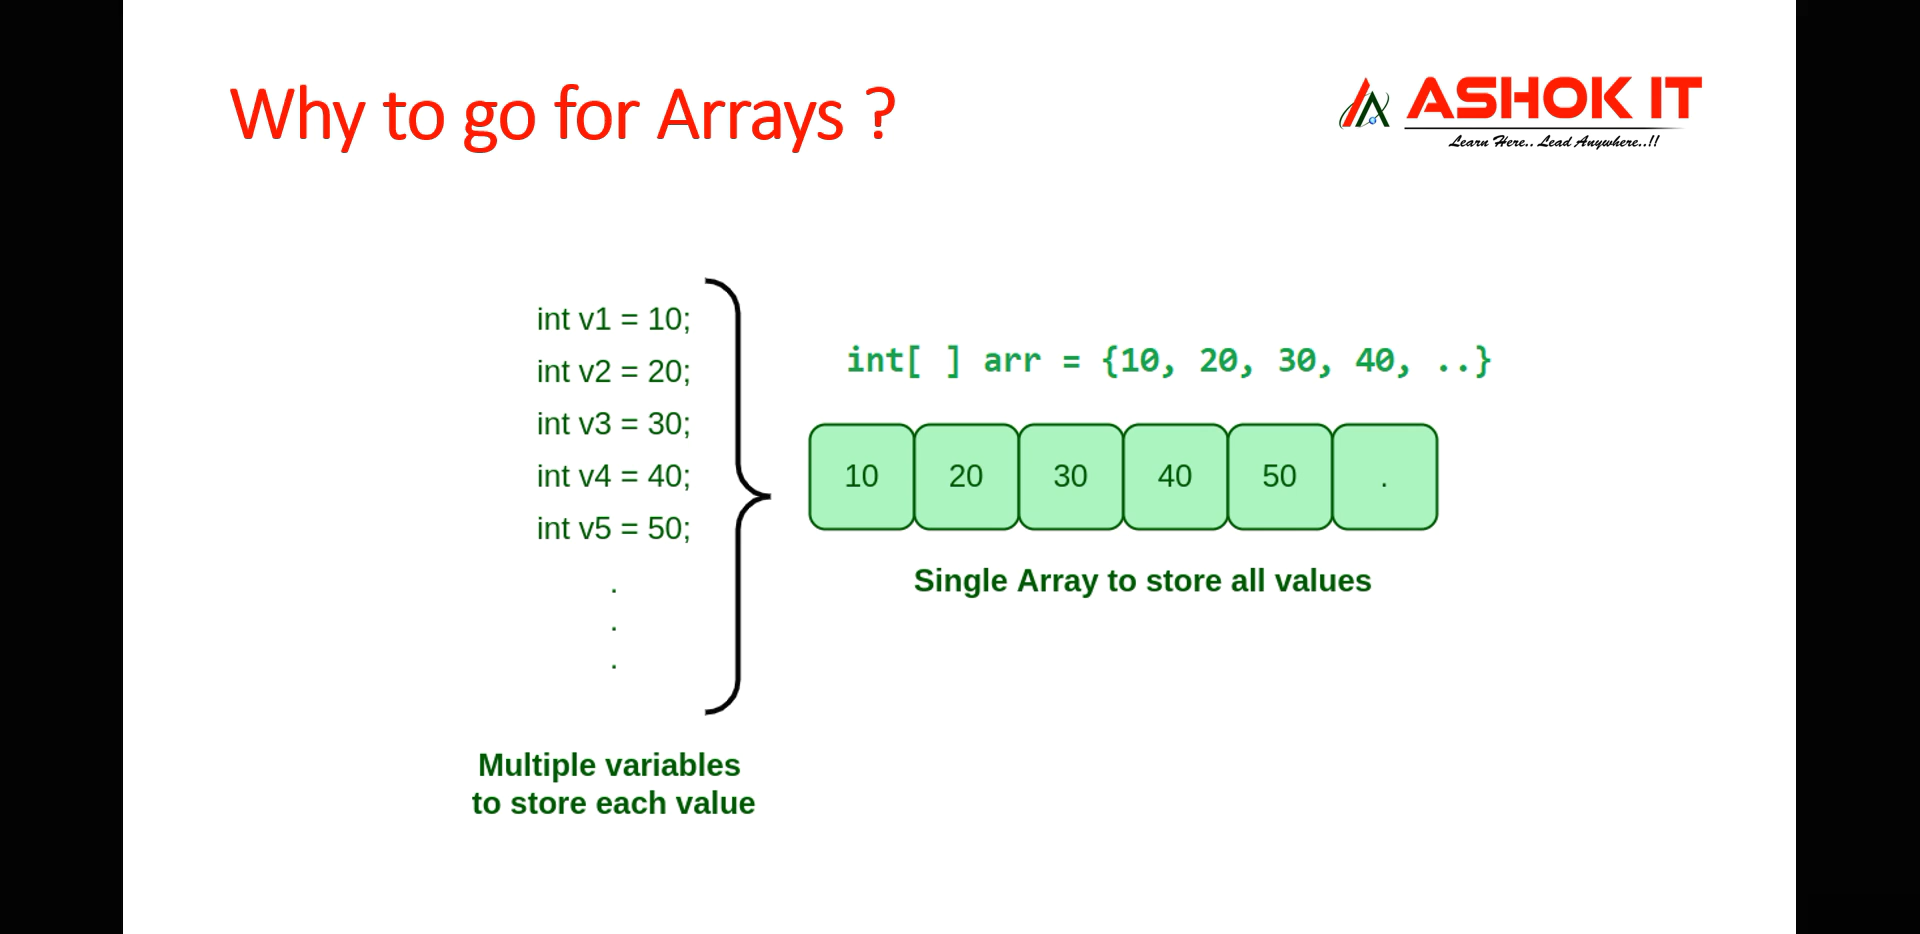 Why to go for Arrays ?
ASHOK IT
Learn Here.. Lead Anywhere..!!
int v1 = 10;
int v2 = 20;
int v3 = 30;
int v4 = 40;
int v5 = 50;
.
.
.
Multiple variables
to store each value
int[ ] arr = {10, 20, 30, 40, ..}
10 20 30 40 50 .
Single Array to store all values